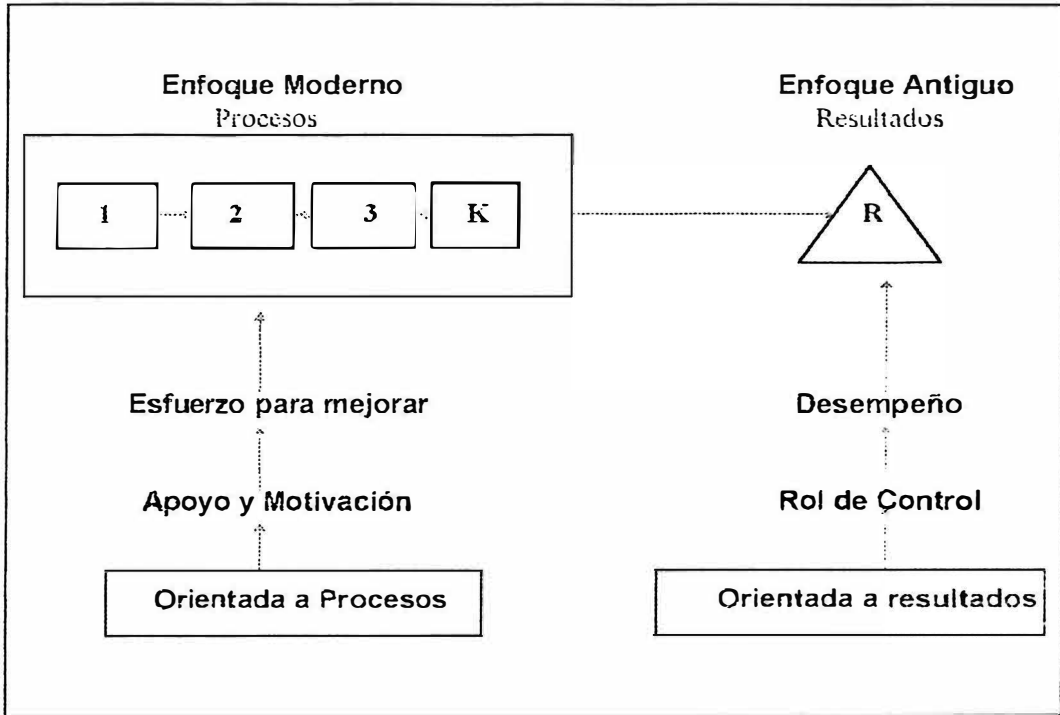 Enfoque Moderno
Procesos
1
2
3
K
Enfoque Antiguo
Resultados
R
Esfuerzo para mejorar
Desempeño
Apoyo y Motivación
Rol de Control
Orientada a Procesos
Orientada a resultados